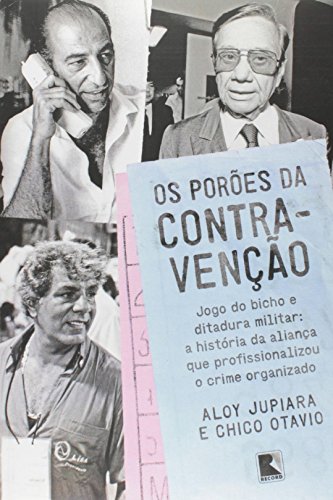 OS PORÕES DA
CONTRA-
VENÇÃO
Jogo do bicho e
ditadura militar:
a história da aliança
que profissionalizou
o crime organizado
ALOY JUPIARA
E CHICO OTAVIO
RECORD